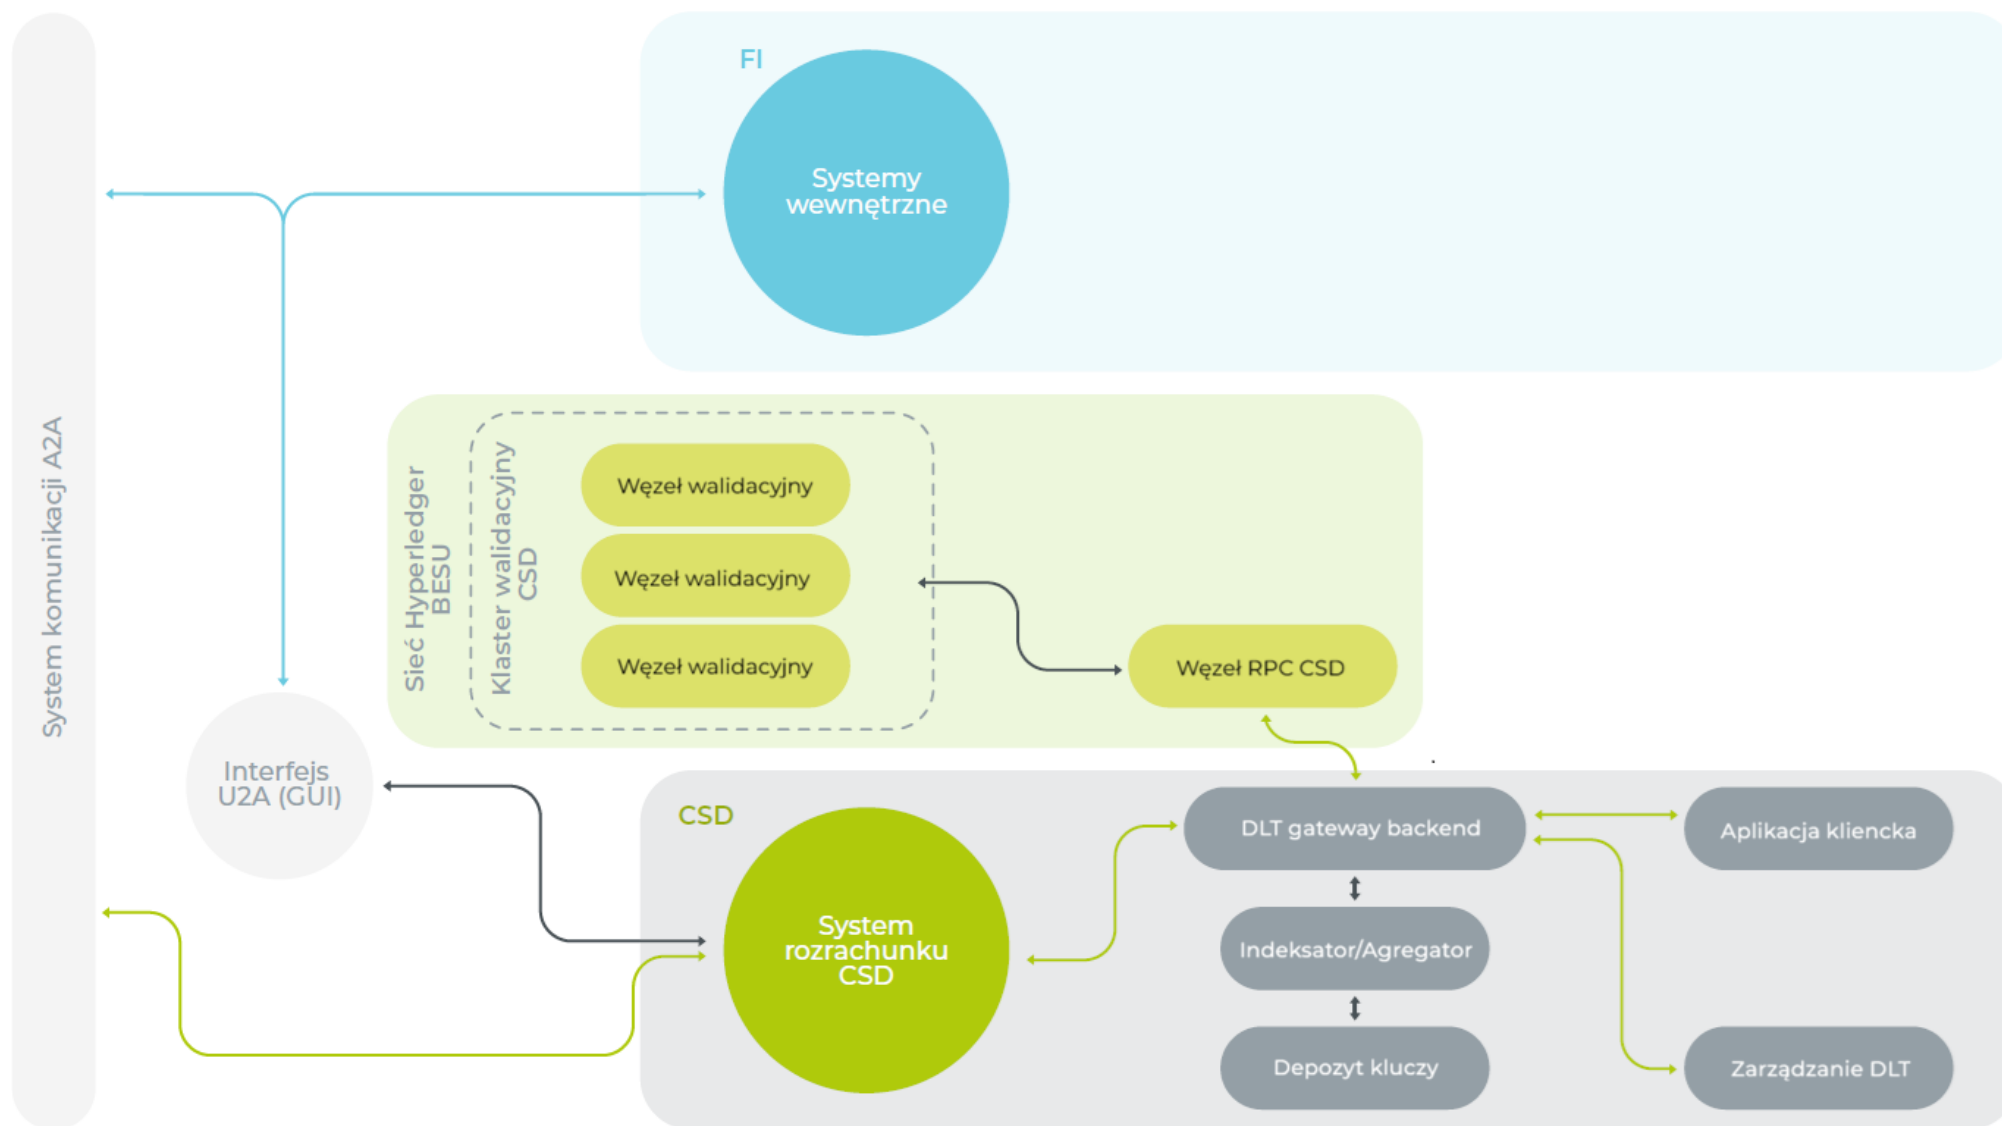 FI
Systemy
wewnętrzne
System komunikacji A2A
Sieć Hyperledger
BESU
Klaster walidacyjny
CSD
Węzeł walidacyjny
Węzeł walidacyjny
Węzeł walidacyjny
Węzeł RPC CSD
Interfejs
U2A (GUI)
CSD
System
rozrachunku
CSD
DLT gateway backend
Aplikacja kliencka
Indeksator/Agregator
Depozyt kluczy
Zarządzanie DLT